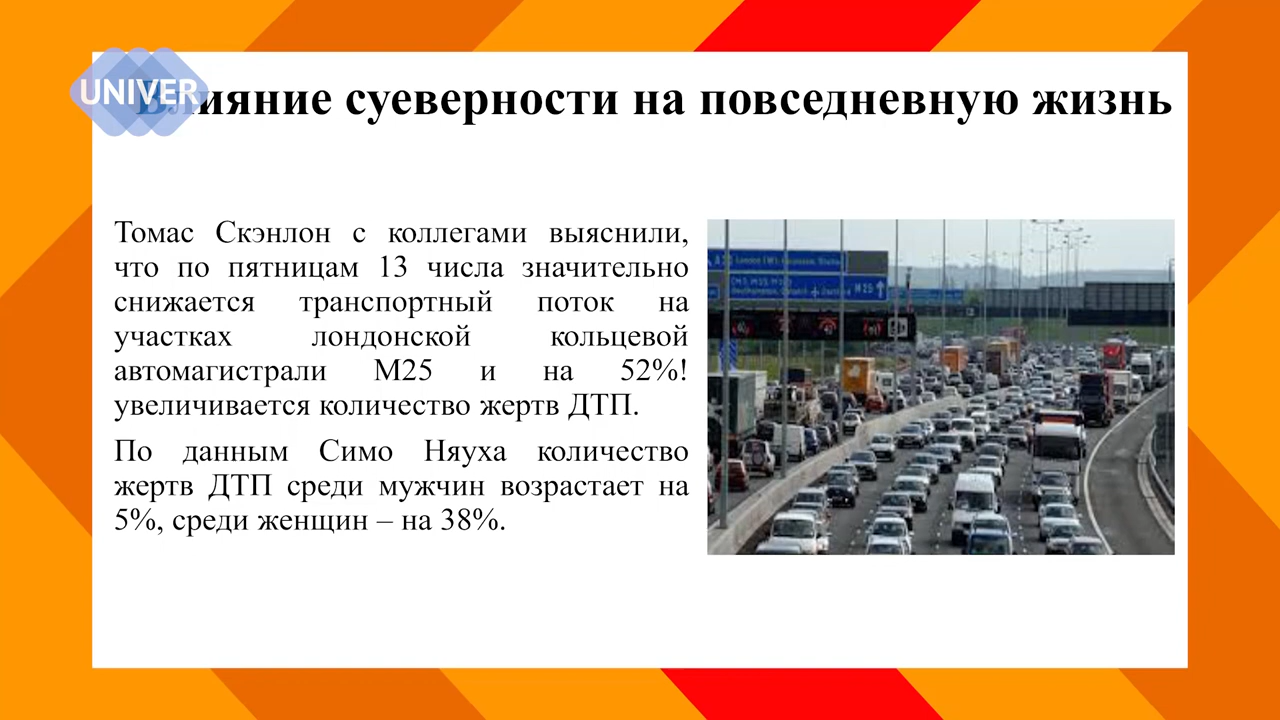 UNIVER
Влияние суеверности на повседневную жизнь
Томас Скэнлон с коллегами выяснили,
что по пятницам 13 числа значительно
снижается транспортный поток на
участках лондонской кольцевой
автомагистрали М25 и на 52%!
увеличивается количество жертв ДТП.
По данным Симо Няуха количество
жертв ДТП среди мужчин возрастает на
5%, среди женщин – на 38%.
M25